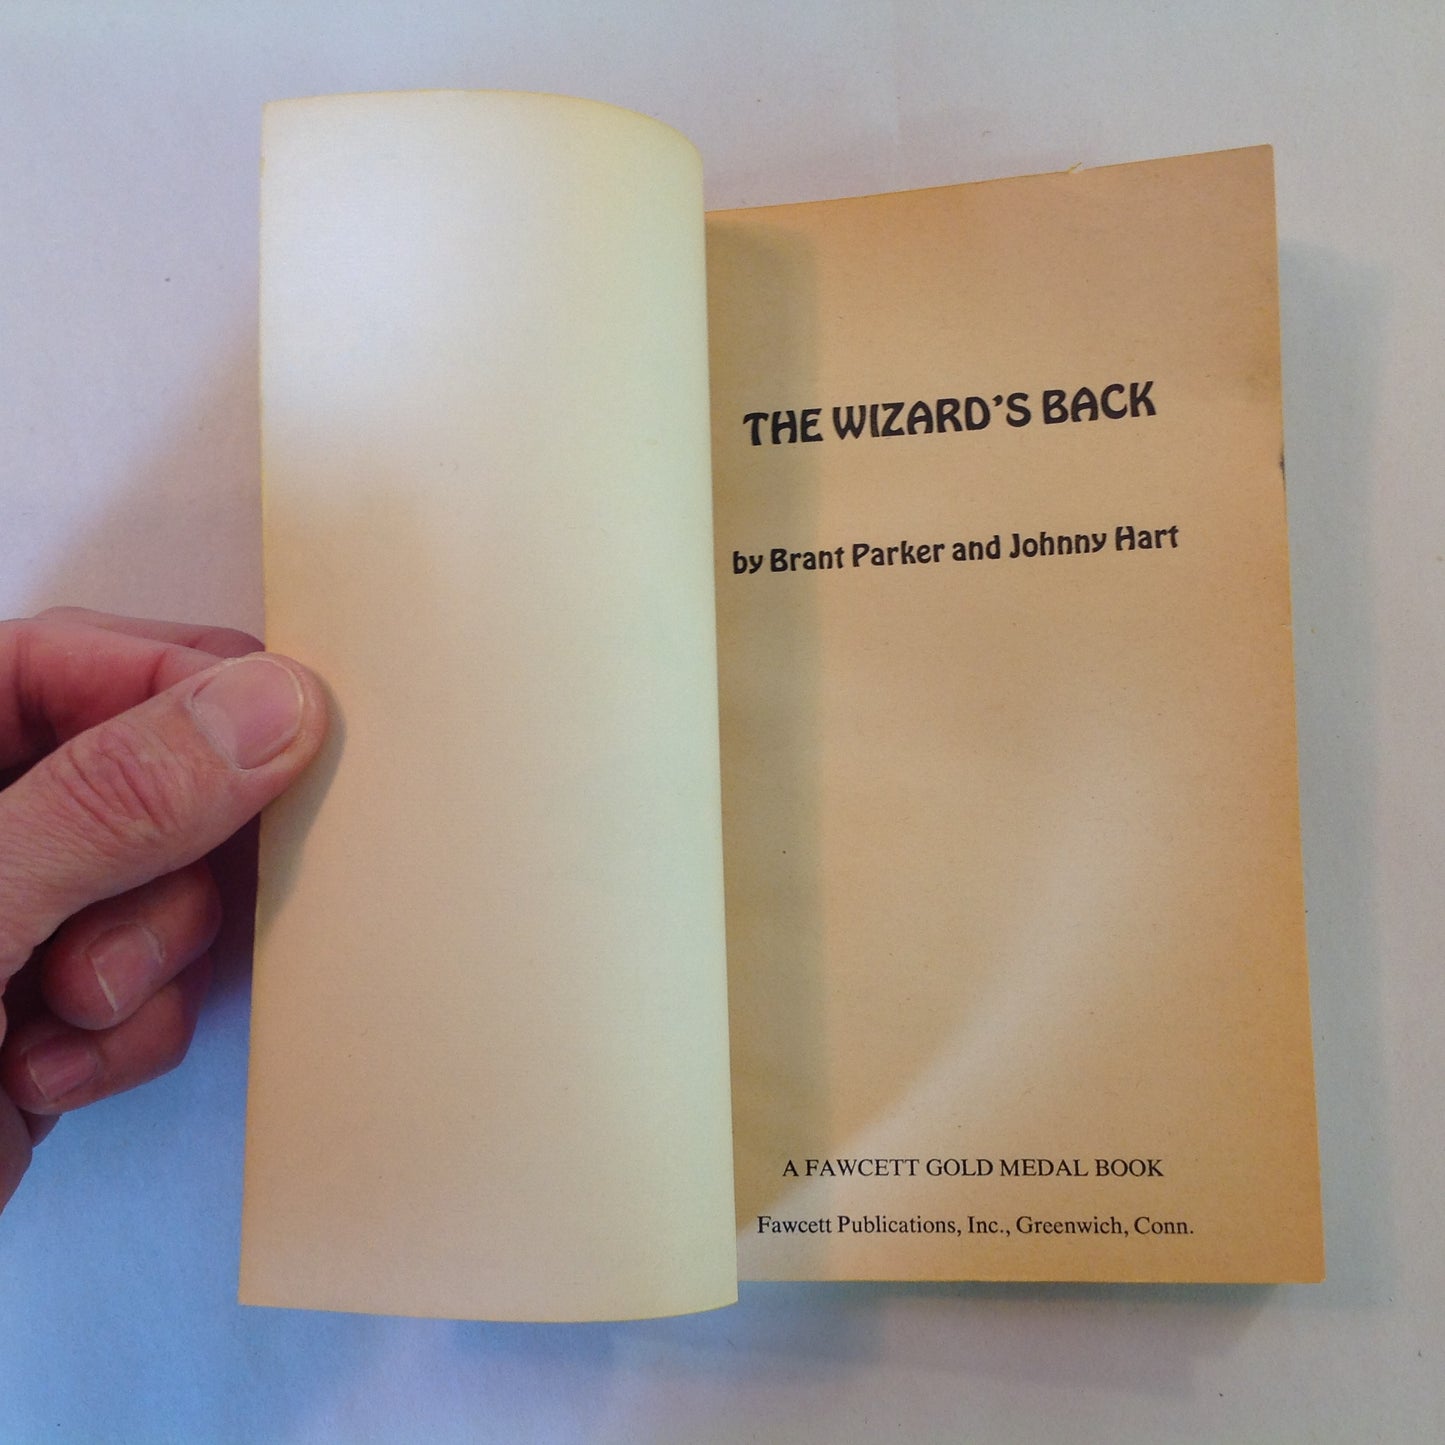 THE WIZARD'S BACK
by Brant Parker and Johnny Hart
A FAWCETT GOLD MEDAL BOOK
Fawcett Publications, Inc., Greenwich, Conn.